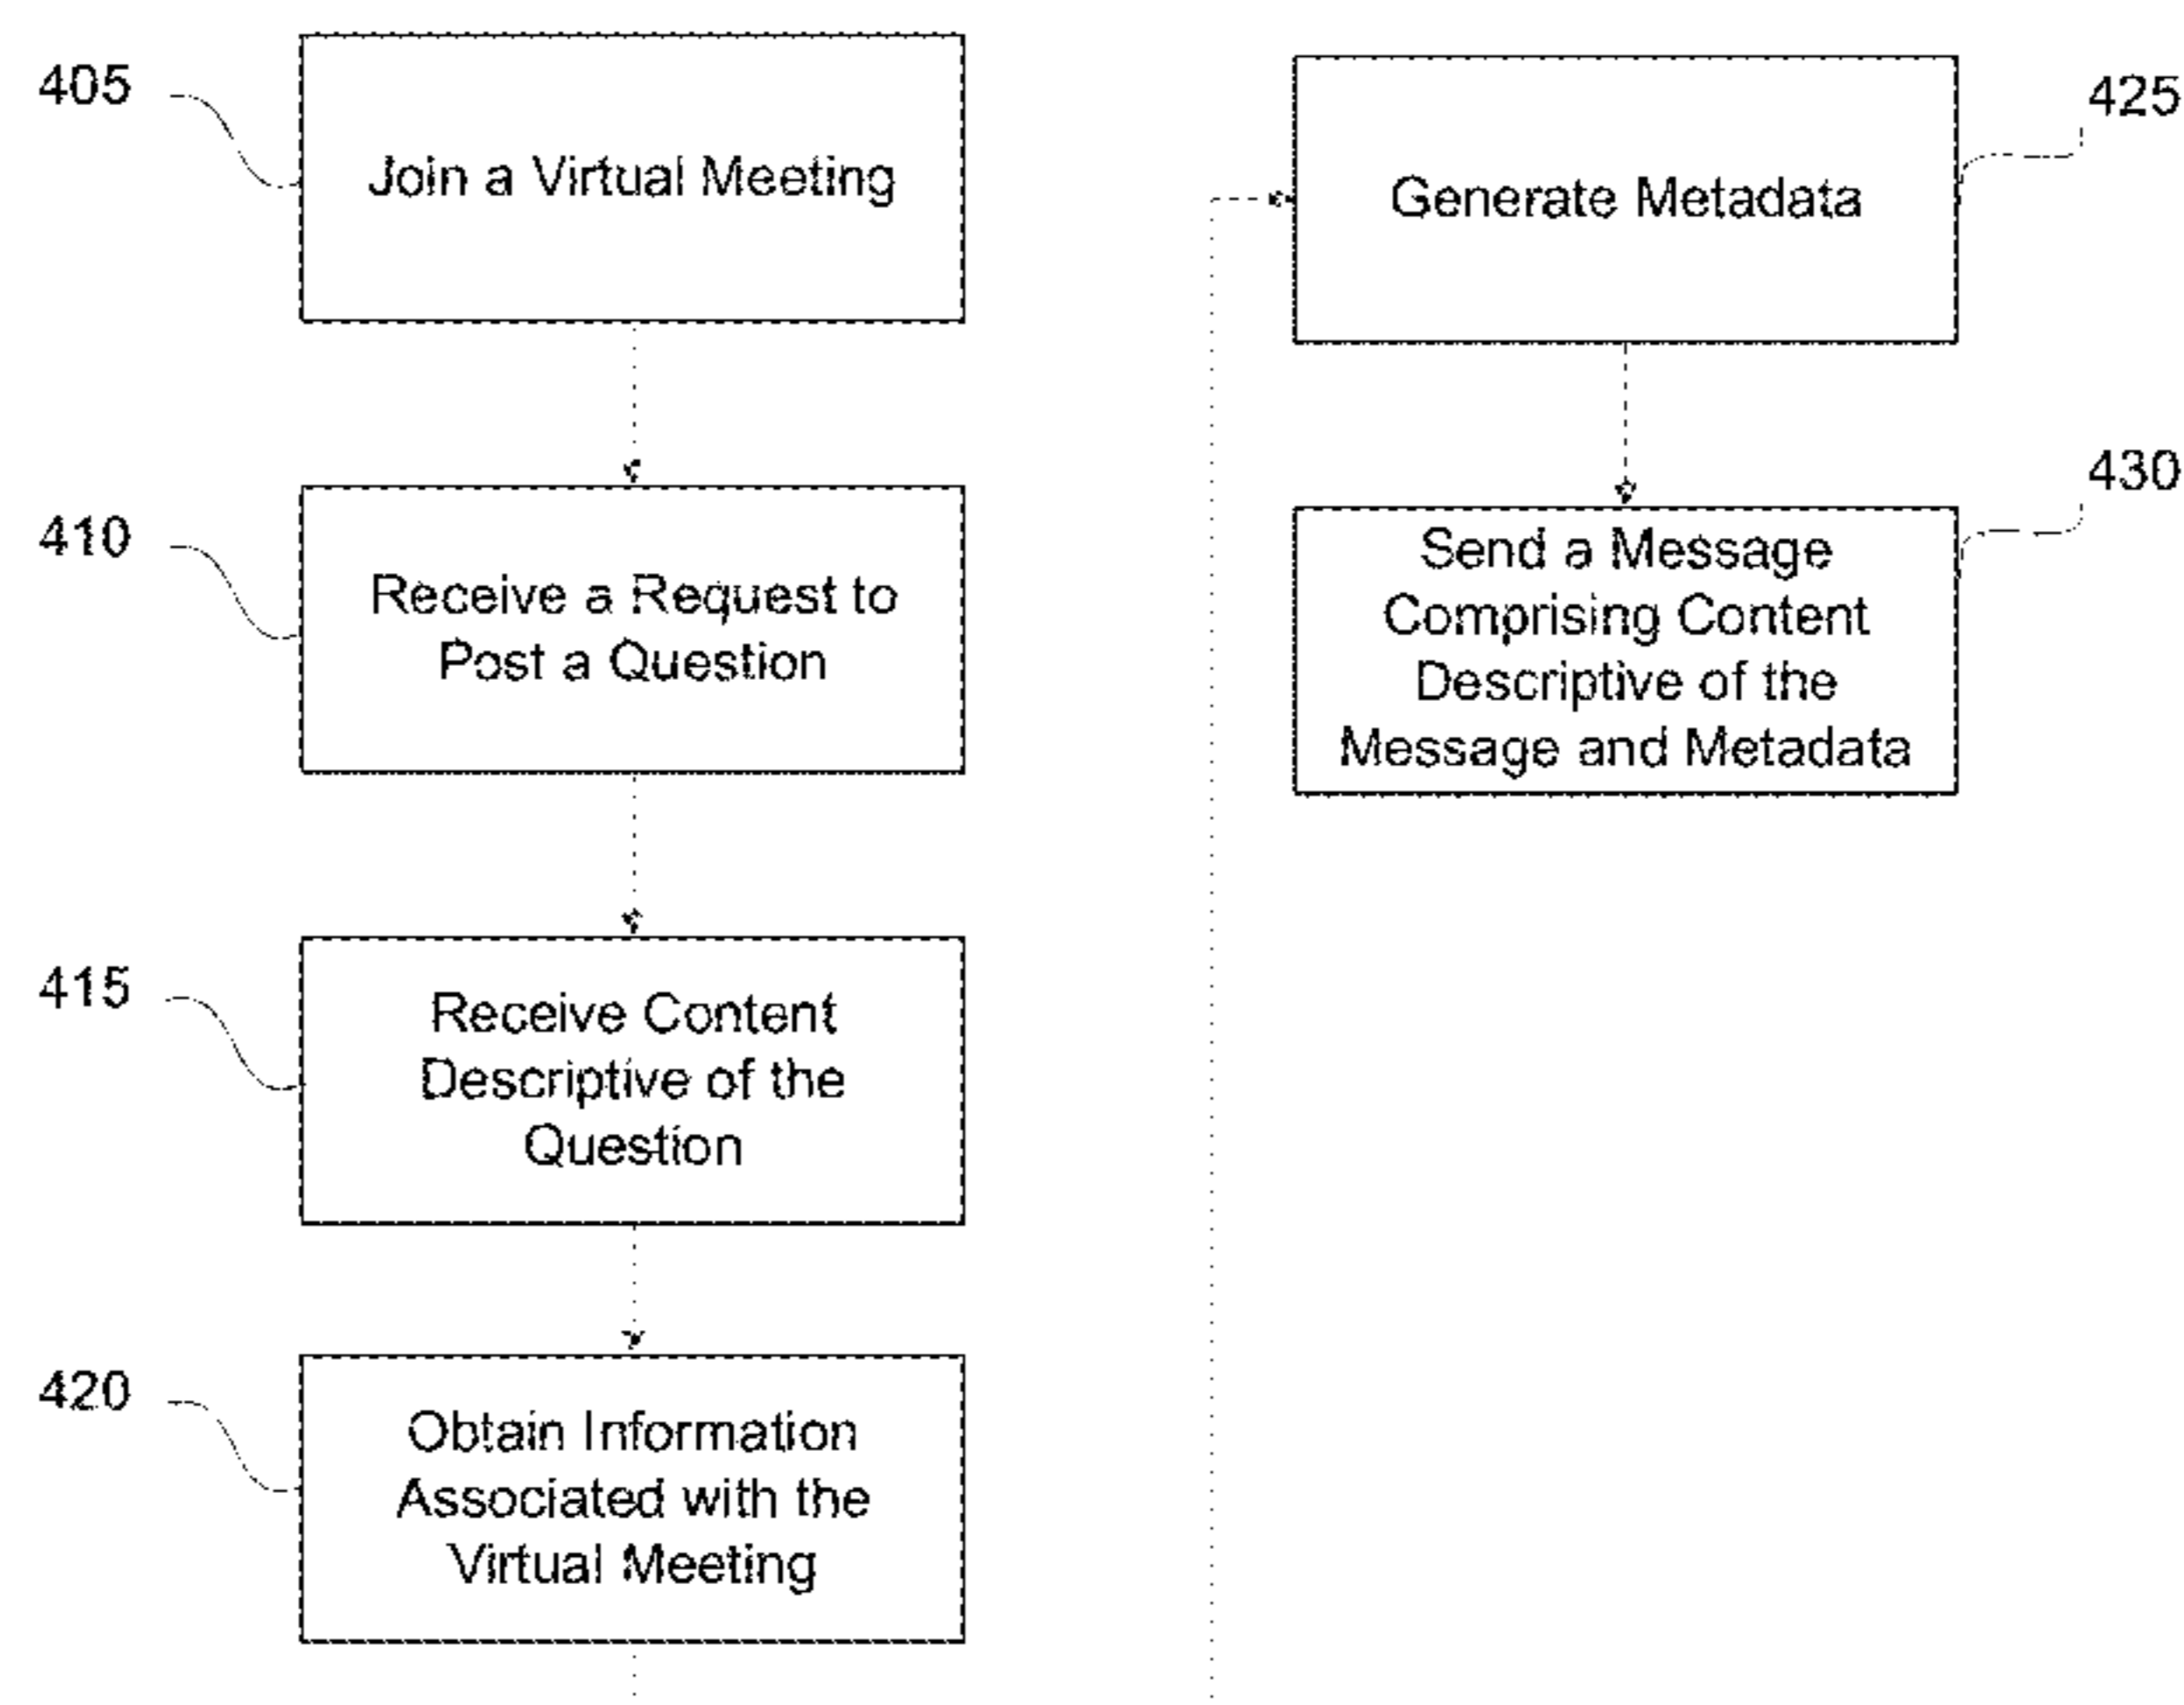 405
Join a Virtual Meeting
410
Receive a Request to
Post a Question
415
Receive Content
Descriptive of the
Question
420
Obtain Information
Associated with the
Virtual Meeting
425
Generate Metadata
430
Send a Message
Comprising Content
Descriptive of the
Message and Metadata